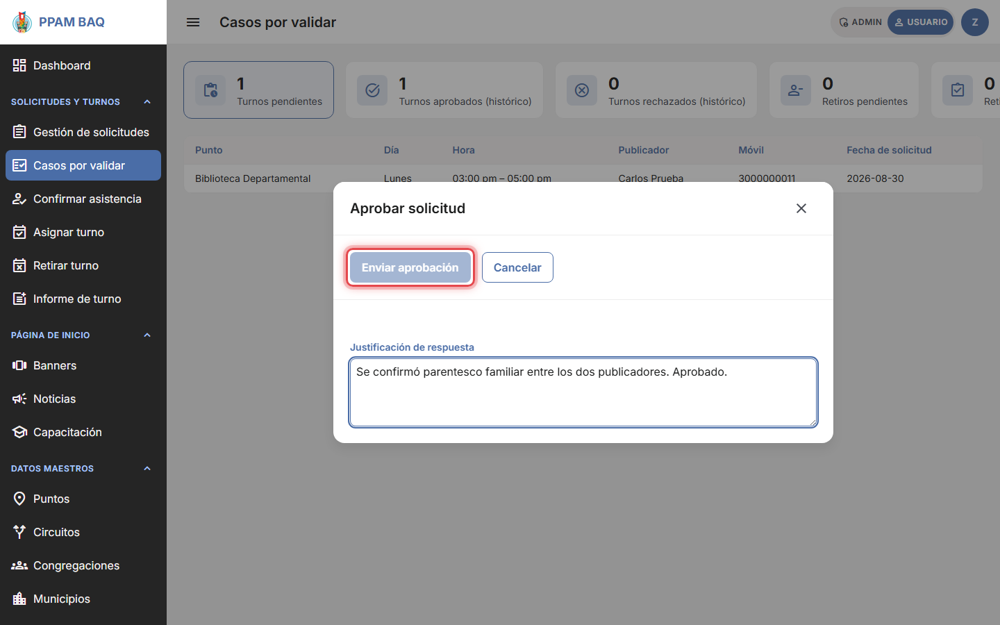 PPAM BAQ
Dashboard
SOLICITUDES Y TURNOS
Gestión de solicitudes
Casos por validar
Confirmar asistencia
Asignar turno
Retirar turno
Informe de turno
PÁGINA DE INICIO
Banners
Noticias
Capacitación
DATOS MAESTROS
Puntos
Circuitos
Congregaciones
Municipios
Casos por validar
ADMIN
USUARIO
Z
1
Turnos pendientes
1
Turnos aprobados (histórico)
0
Turnos rechazados (histórico)
0
Retiros pendientes
0
Reti
Punto Día Hora Publicador Móvil Fecha de solicitud
Biblioteca Departamental Lunes 03:00 pm – 05:00 pm Carlos Prueba 3000000011 2026-08-30
Aprobar solicitud
Enviar aprobación
Cancelar
Justificación de respuesta
Se confirmó parentesco familiar entre los dos publicadores. Aprobado.